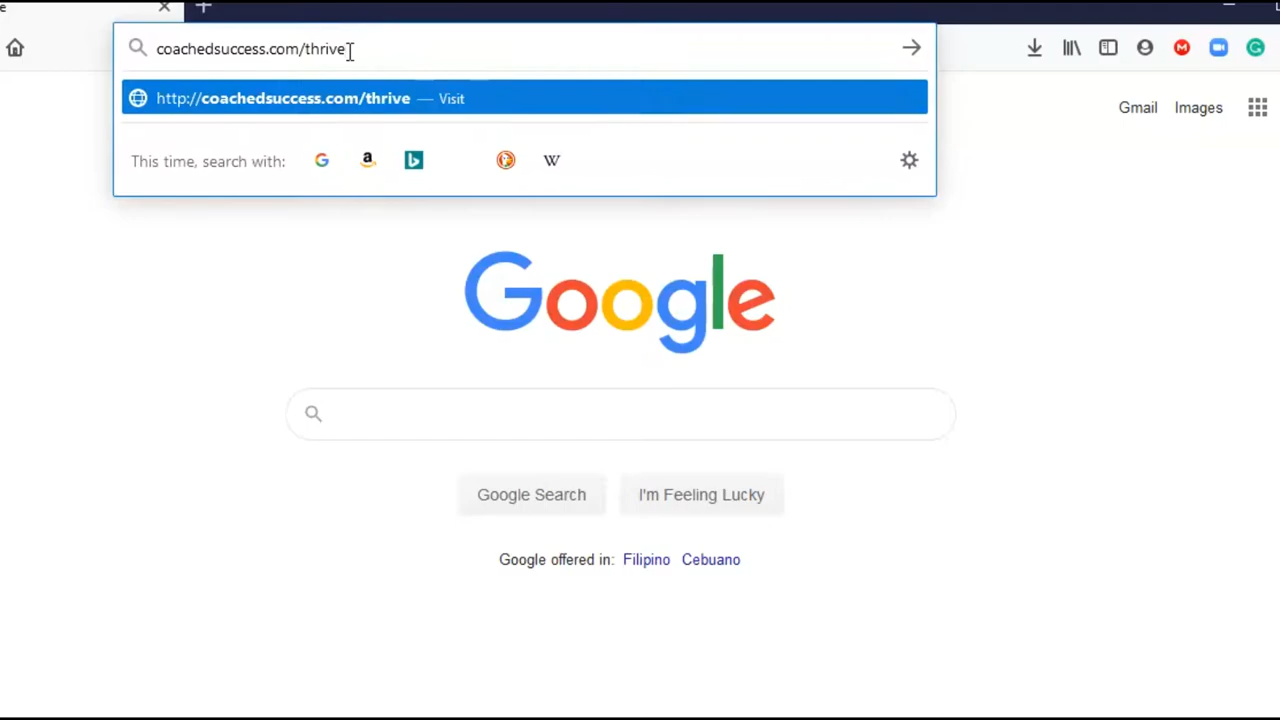 e
coachedsuccess.com/thrive
http://coachedsuccess.com/thrive — Visit
This time, search with:
Gmail Images
Google
Google Search I'm Feeling Lucky
Google offered in: Filipino Cebuano